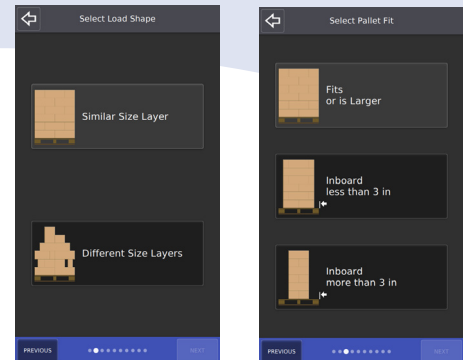 Select Load Shape
Similar Size Layer
Different Size Layers
PREVIOUS
NEXT
Select Pallet Fit
Fits
or is Larger
Inboard
less than 3 in
Inboard
more than 3 in
PREVIOUS
NEXT